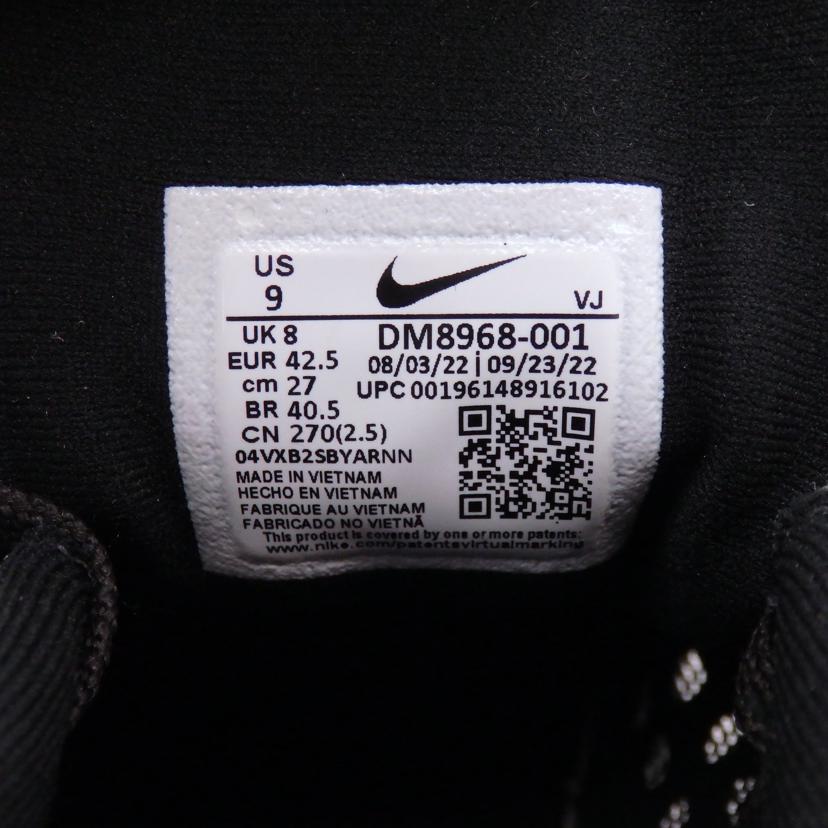 US
9
VJ
UK 8
DM8968-001
EUR 42.5
08/03/22 | 09/23/22
cm 27
UPC 00196148916102
BR 40.5
CN 270(2.5)
04VXB2SBYARNN
MADE IN VIETNAM
HECHO EN VIETNAM
FABRIQUE AU VIETNAM
FABRICADO NO VIETNÃ
This product is covered by one or more patents:
www.nike.com/patentsvirtualmarking